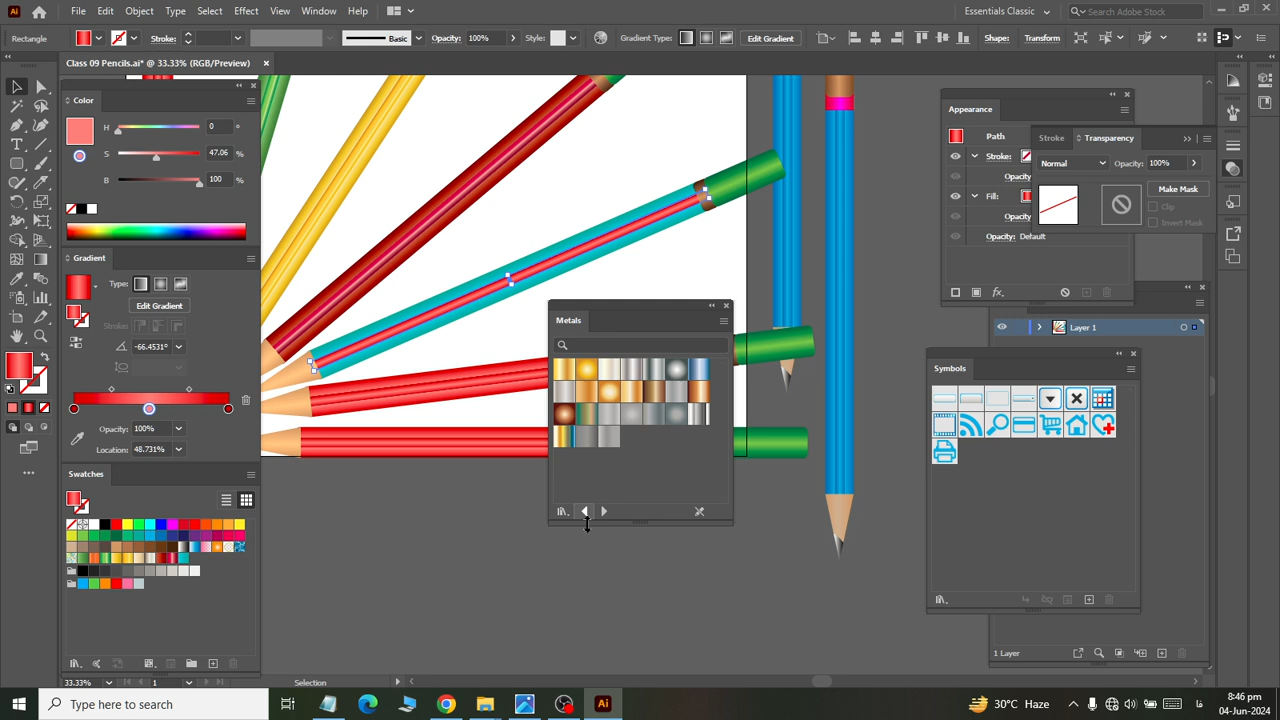 Ai File Edit Object Type Select Effect View Window Help Essentials Classic Search Adobe Stock
Rectangle Stroke: Basic Opacity: 100% Style: Gradient Type: Edit Gradient Shape: Transform
Class 09 Pencils.ai* @ 33.33% (RGB/Preview)
Color
H 0 °
S 47.06 %
B 100 %
Gradient
Type:
Edit Gradient
Stroke:
-66.4531°
Opacity: 100%
Location: 48.731%
Swatches
Metals
Appearance
Path
Stroke:
Opacity
Fill:
Opacity
Opacity: Default
Stroke Transparency
Normal Opacity: 100%
Make Mask
Clip
Invert Mask
Layer 1
Symbols
1 Layer
33.33% 1 Selection
Type here to search
Ai
30°C Haze
ف
8:46 pm
04-Jun-2024